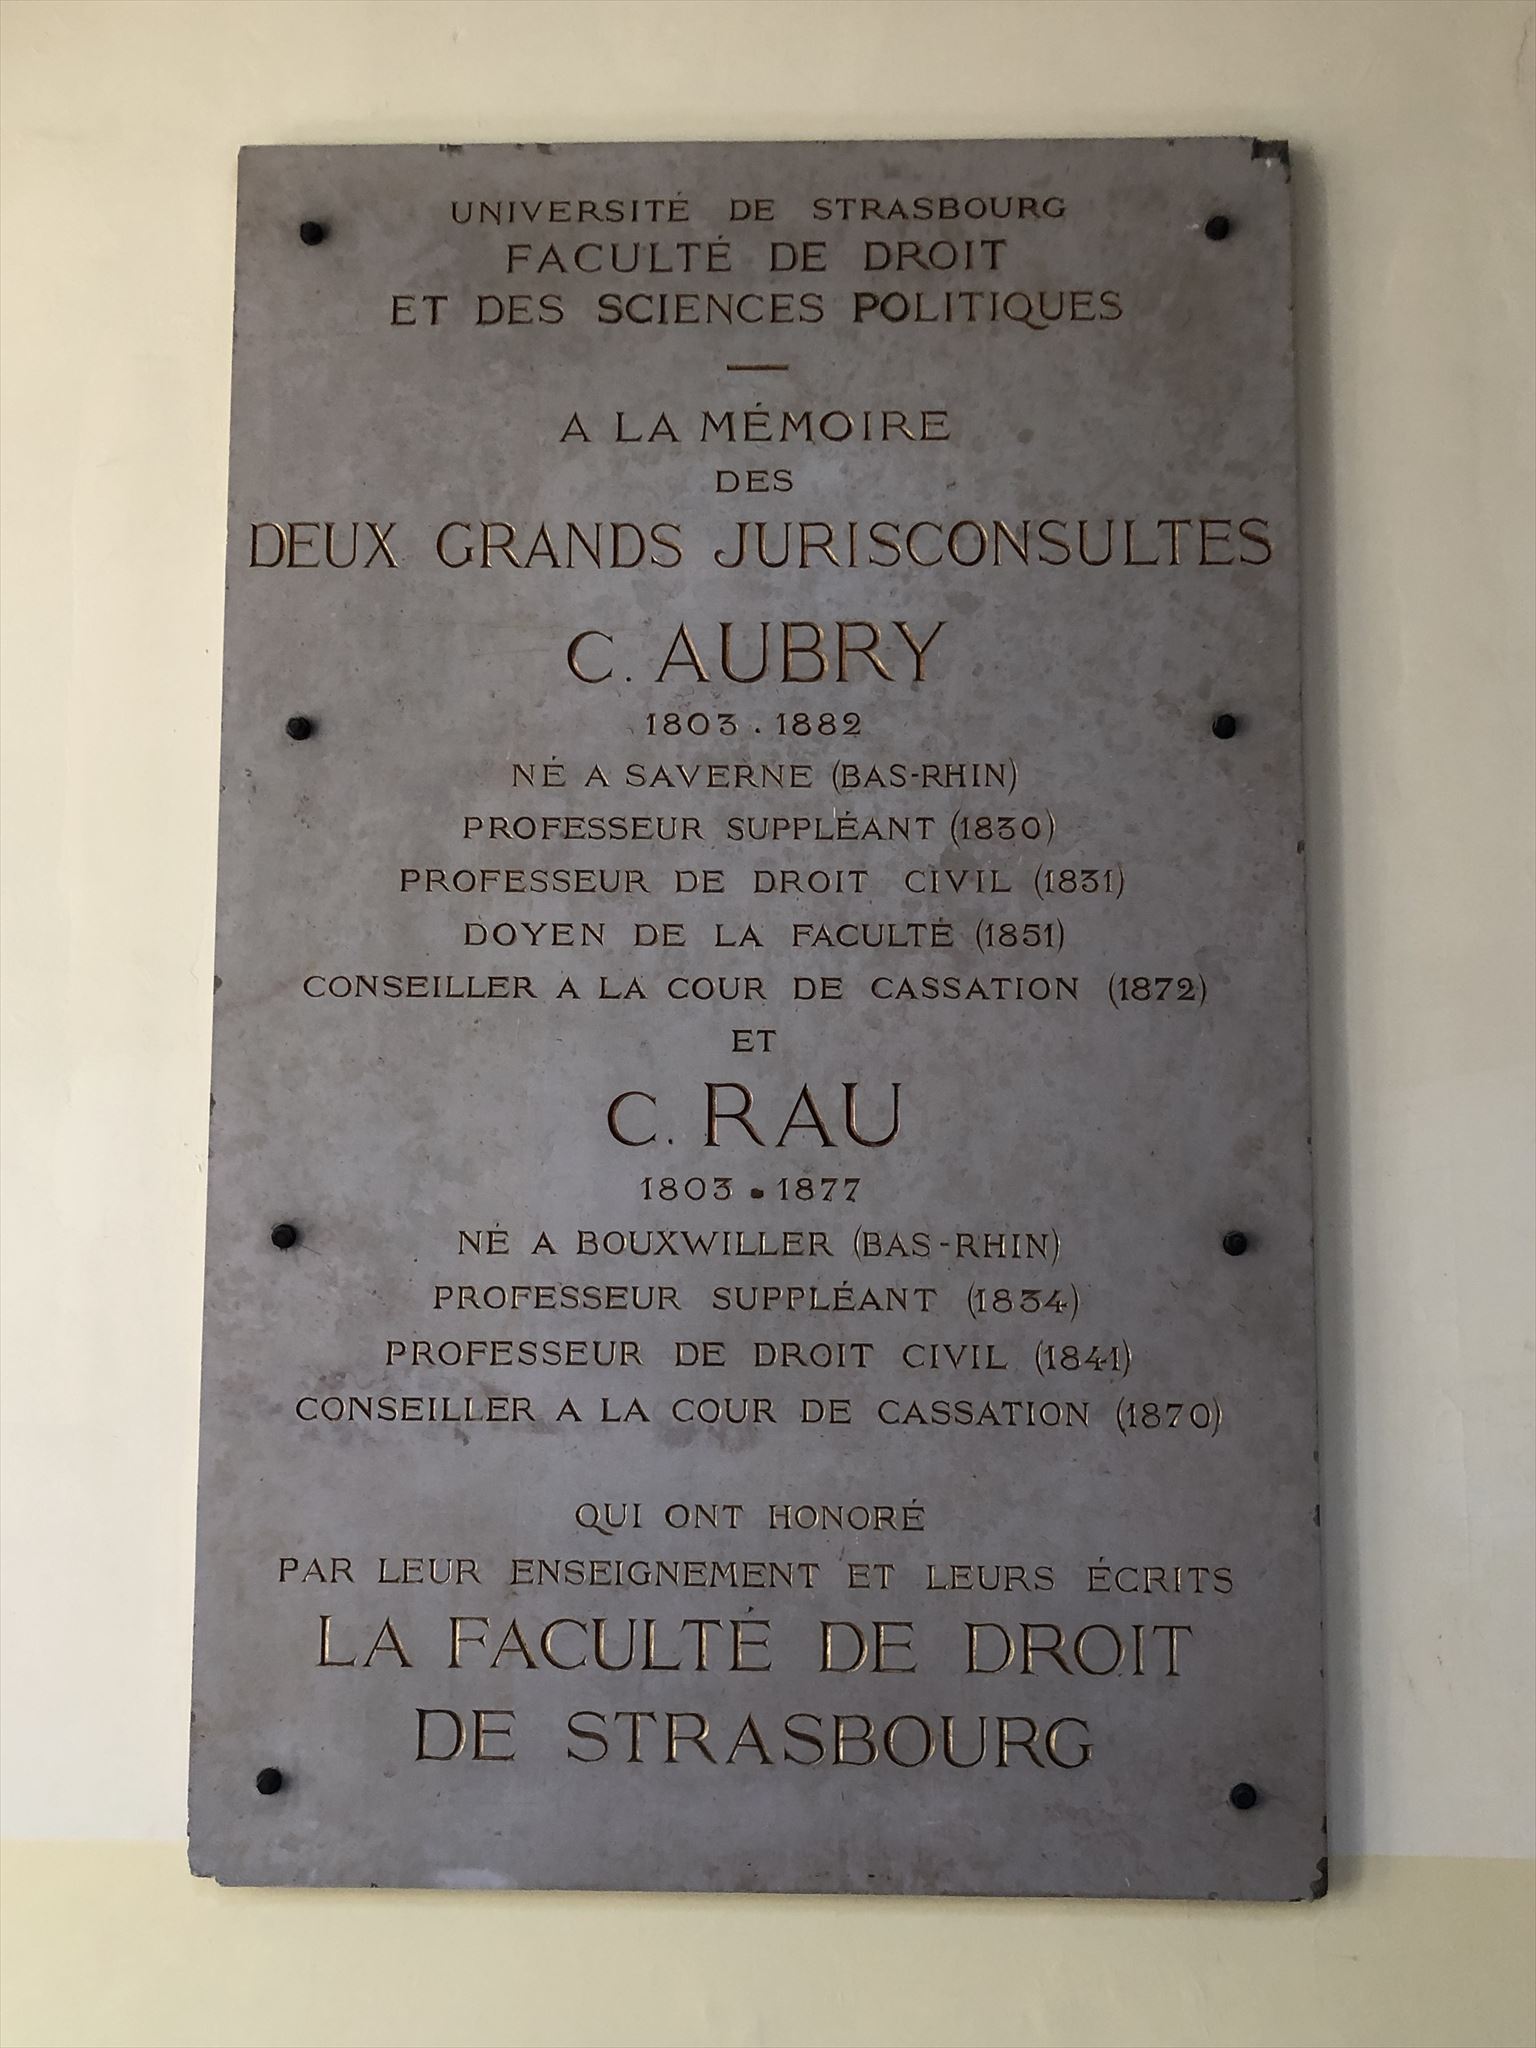 UNIVERSITÉ DE STRASBOURG
FACULTÉ DE DROIT
ET DES SCIENCES POLITIQUES
A LA MÉMOIRE
DES
DEUX GRANDS JURISCONSULTES
C. AUBRY
1803 . 1882
NÉ A SAVERNE (BAS-RHIN)
PROFESSEUR SUPPLÉANT (1830)
PROFESSEUR DE DROIT CIVIL (1831)
DOYEN DE LA FACULTÉ (1851)
CONSEILLER A LA COUR DE CASSATION (1872)
ET
C. RAU
1803 . 1877
NÉ A BOUXWILLER (BAS-RHIN)
PROFESSEUR SUPPLÉANT (1834)
PROFESSEUR DE DROIT CIVIL (1841)
CONSEILLER A LA COUR DE CASSATION (1870)
QUI ONT HONORÉ
PAR LEUR ENSEIGNEMENT ET LEURS ÉCRITS
LA FACULTÉ DE DROIT
DE STRASBOURG